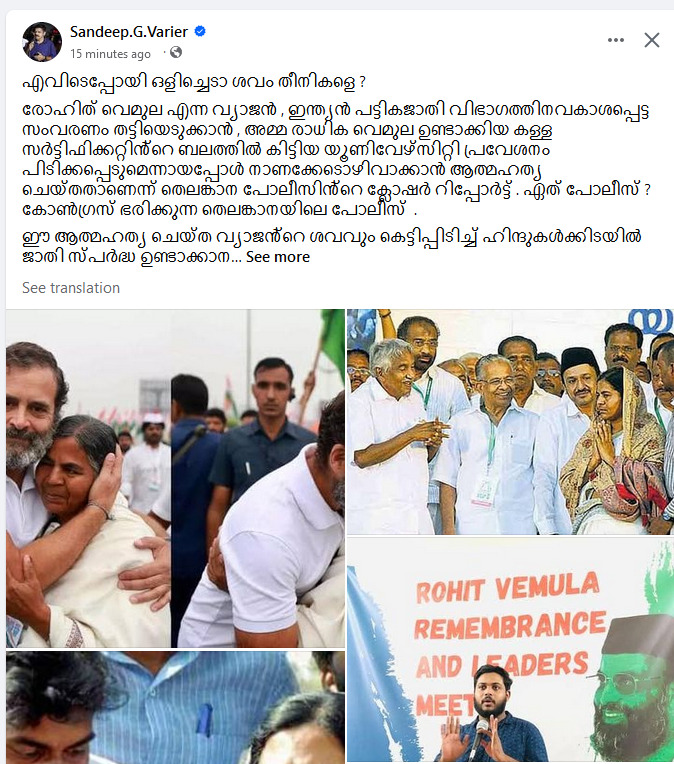 Sandeep.G.Varier
15 minutes ago
എവിടെപ്പോയി ഒളിച്ചെടാ ശവം തീനികളെ ?
രോഹിത് വെമുല എന്ന വ്യാജൻ , ഇന്ത്യൻ പട്ടികജാതി വിഭാഗത്തിനവകാശപ്പെട്ട
സംവരണം തട്ടിയെടുക്കാൻ , അമ്മ രാധിക വെമുല ഉണ്ടാക്കിയ കള്ള
സർട്ടിഫിക്കറ്റിൻ്റെ ബലത്തിൽ കിട്ടിയ യൂണിവേഴ്സിറ്റി പ്രവേശനം
പിടിക്കപ്പെടുമെന്നായപ്പോൾ നാണക്കേടൊഴിവാക്കാൻ ആത്മഹത്യ
ചെയ്തതാണെന്ന് തെലങ്കാന പോലീസിൻ്റെ ക്ലോഷർ റിപ്പോർട്ട് . ഏത് പോലീസ് ?
കോൺഗ്രസ് ഭരിക്കുന്ന തെലങ്കാനയിലെ പോലീസ് .
ഈ ആത്മഹത്യ ചെയ്ത വ്യാജൻ്റെ ശവവും കെട്ടിപ്പിടിച്ച് ഹിന്ദുകൾക്കിടയിൽ
ജാതി സ്പർദ്ധ ഉണ്ടാക്കാന... See more
See translation
ROHIT VEMULA
REMEMBRANCE
AND LEADERS
MEET